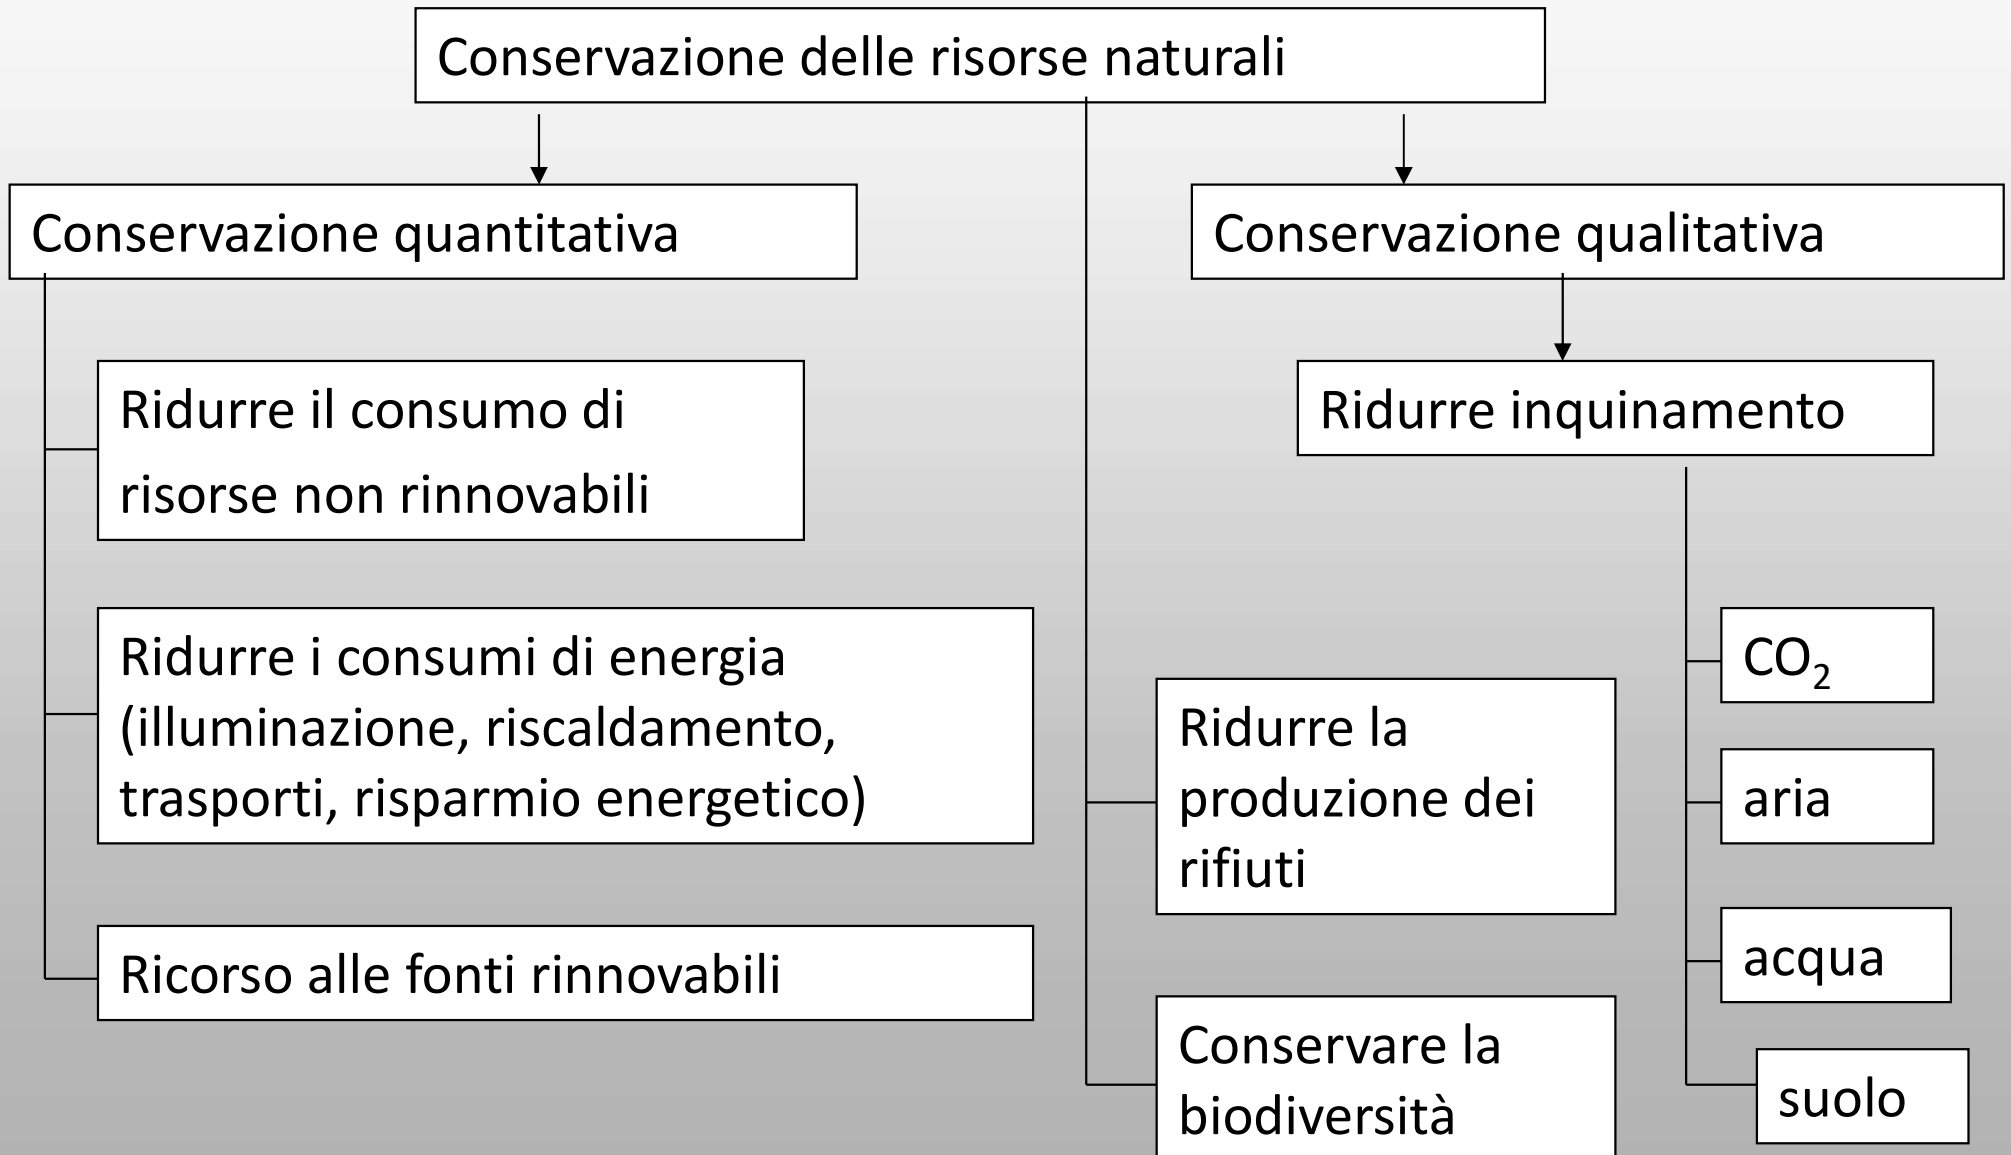 Conservazione delle risorse naturali
Conservazione quantitativa
Conservazione qualitativa
Ridurre il consumo di
risorse non rinnovabili
Ridurre inquinamento
Ridurre i consumi di energia
(illuminazione, riscaldamento,
trasporti, risparmio energetico)
Ricorso alle fonti rinnovabili
Ridurre la
produzione dei
rifiuti
Conservare la
biodiversità
CO₂
aria
acqua
suolo